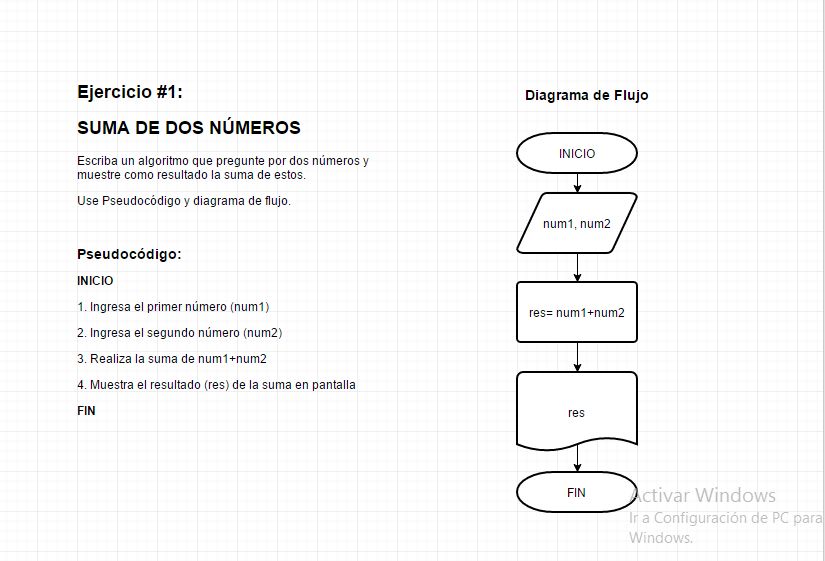 Ejercicio #1:
SUMA DE DOS NÚMEROS
Escriba un algoritmo que pregunte por dos números y
muestre como resultado la suma de estos.
Use Pseudocódigo y diagrama de flujo.
Pseudocódigo:
INICIO
1. Ingresa el primer número (num1)
2. Ingresa el segundo número (num2)
3. Realiza la suma de num1+num2
4. Muestra el resultado (res) de la suma en pantalla
FIN
Diagrama de Flujo
INICIO
num1, num2
res= num1+num2
res
FIN
Activar Windows
Ir a Configuración de PC para
Windows.